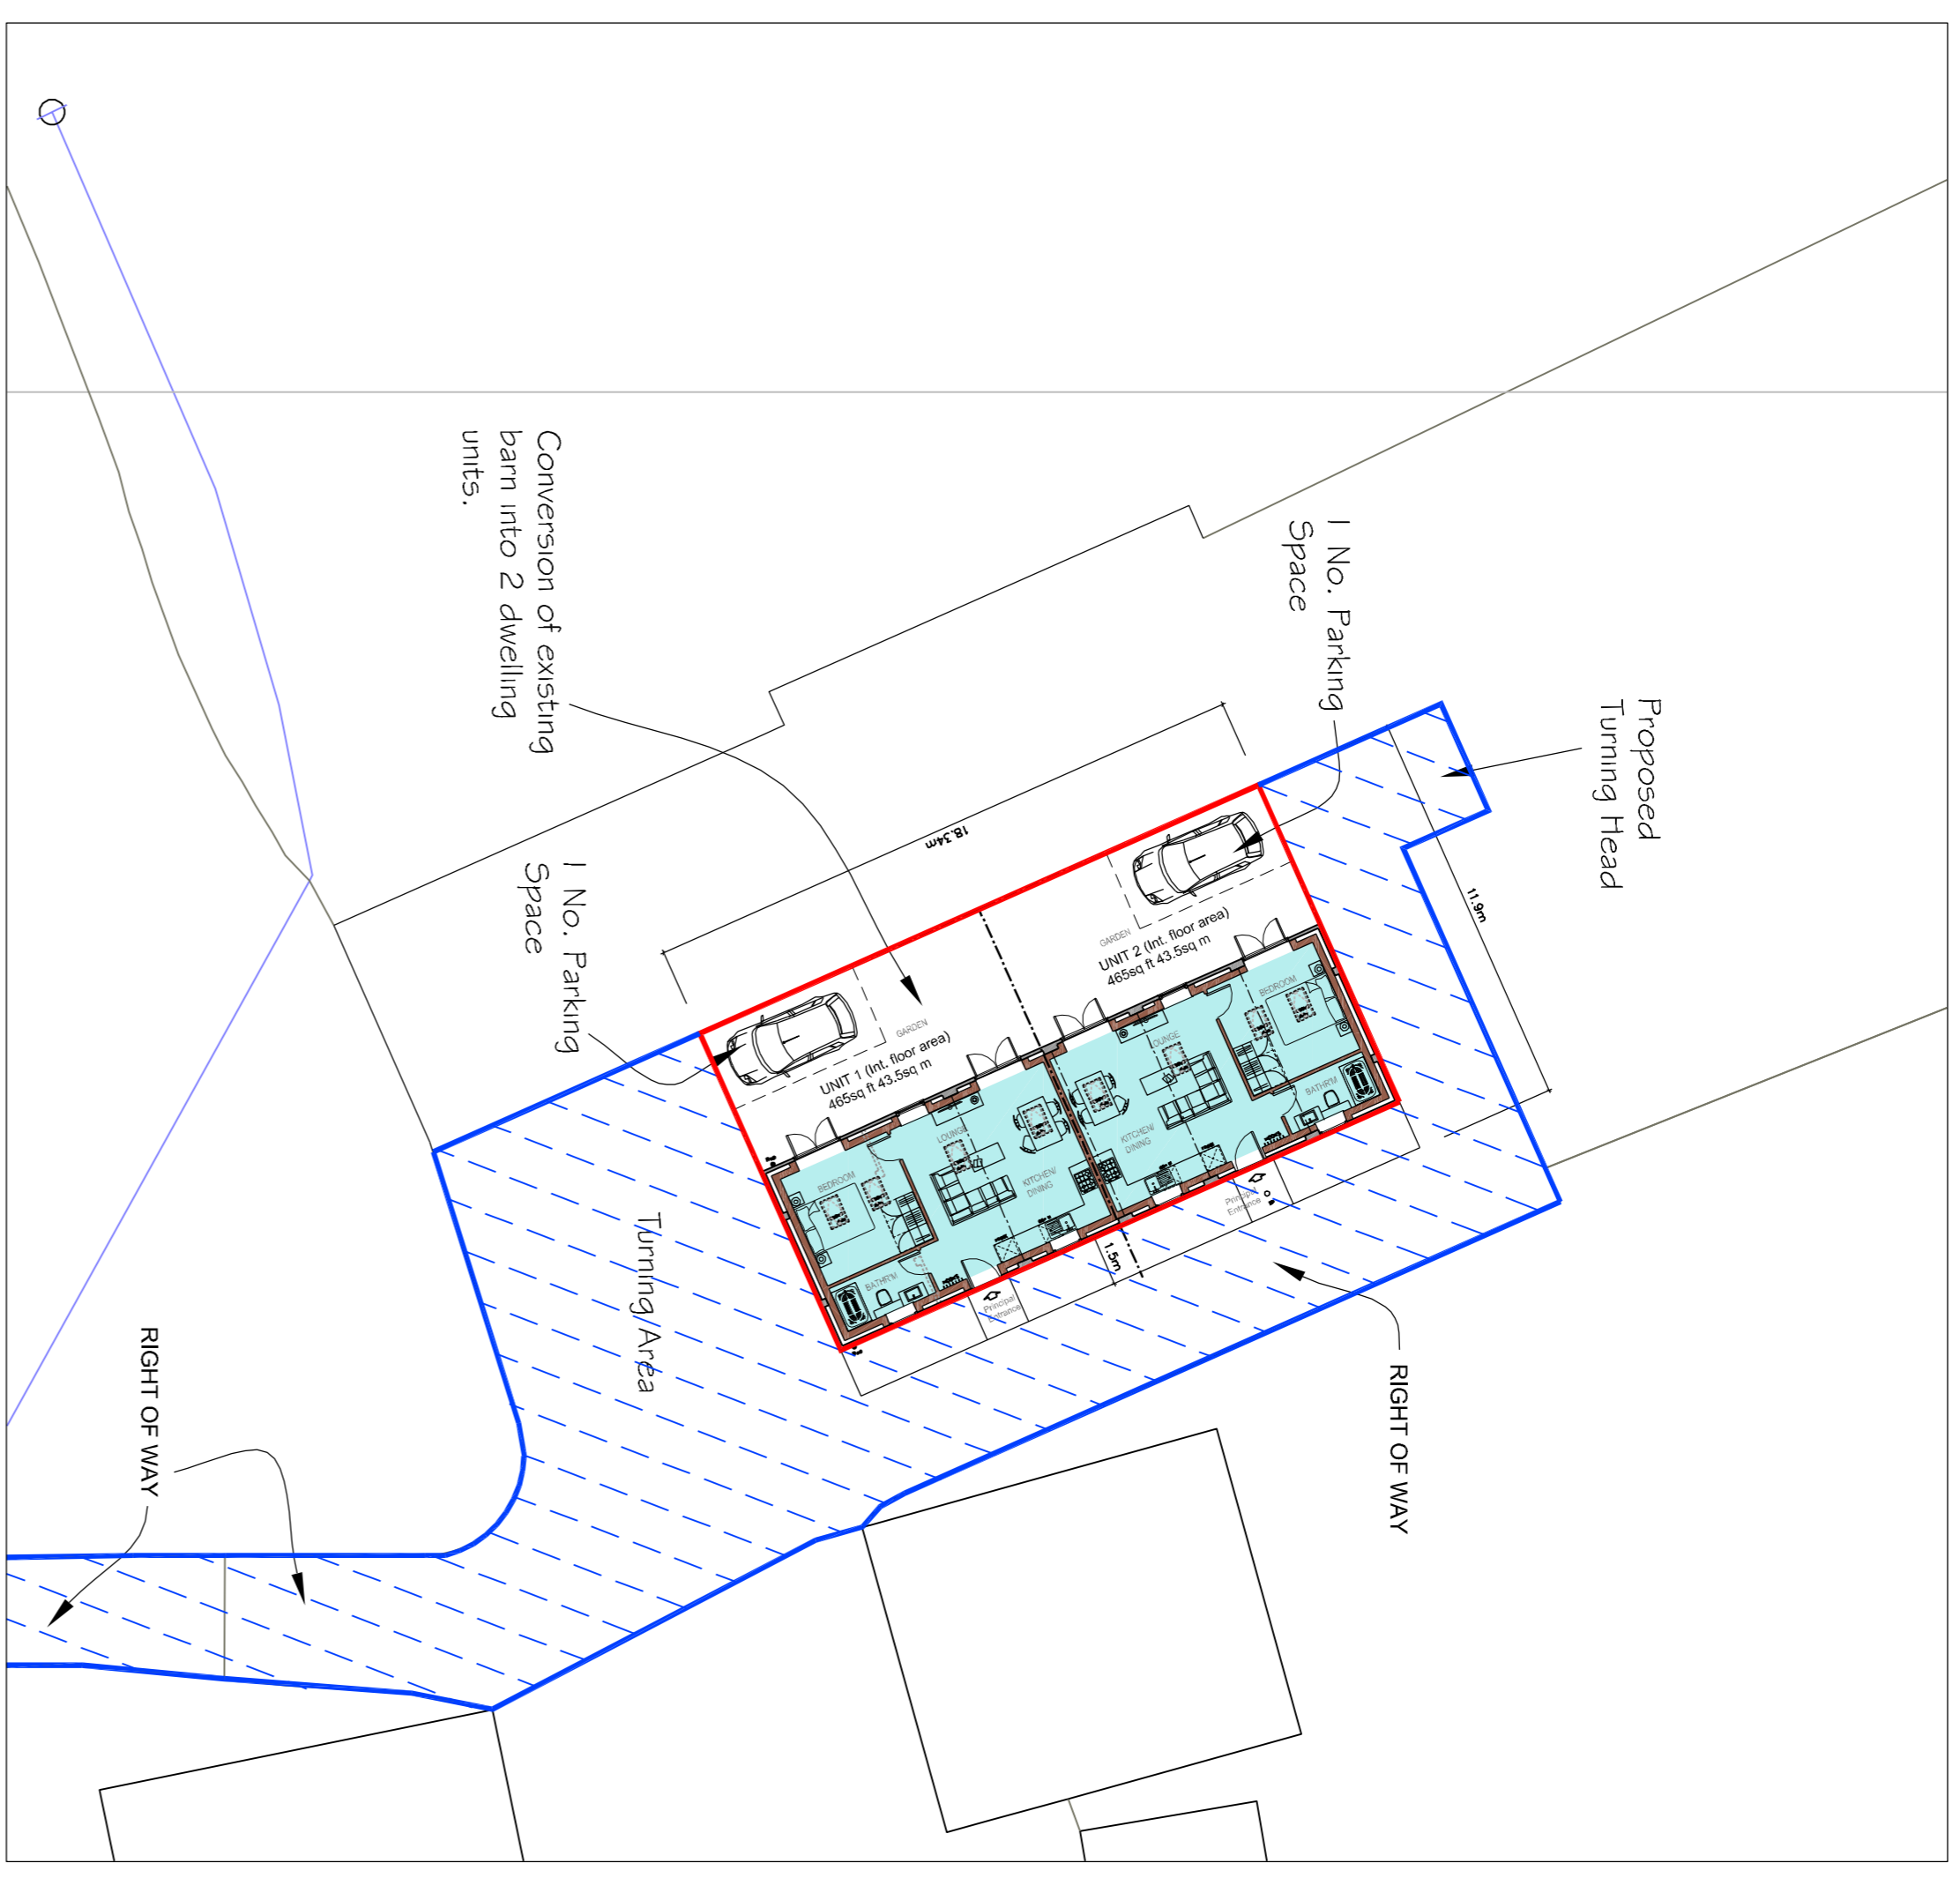 Proposed
Turning Head
1 No. Parking
Space
Conversion of existing
barn into 2 dwelling
units.
18.34m
11.9m
1 No. Parking
Space
GARDEN
UNIT 2 (Int. floor area)
465sq ft 43.5sq m
BEDROOM
LOUNGE
BATHR'M
KITCHEN/
DINING
Principal
Entrance
GARDEN
UNIT 1 (Int. floor area)
465sq ft 43.5sq m
LOUNGE
BEDROOM
KITCHEN/
DINING
BATHR'M
Principal
Entrance
1.5m
Turning Area
RIGHT OF WAY
RIGHT OF WAY